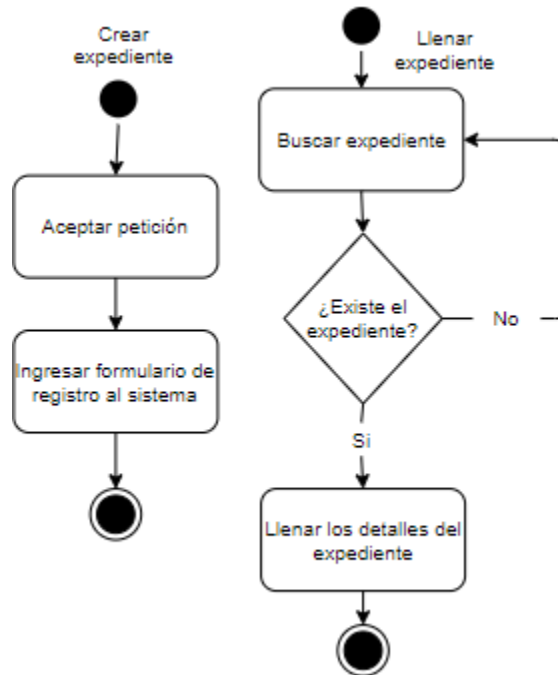 Crear
expediente
Aceptar petición
Ingresar formulario de
registro al sistema
Llenar
expediente
Buscar expediente
¿Existe el
expediente?
No
Si
Llenar los detalles del
expediente